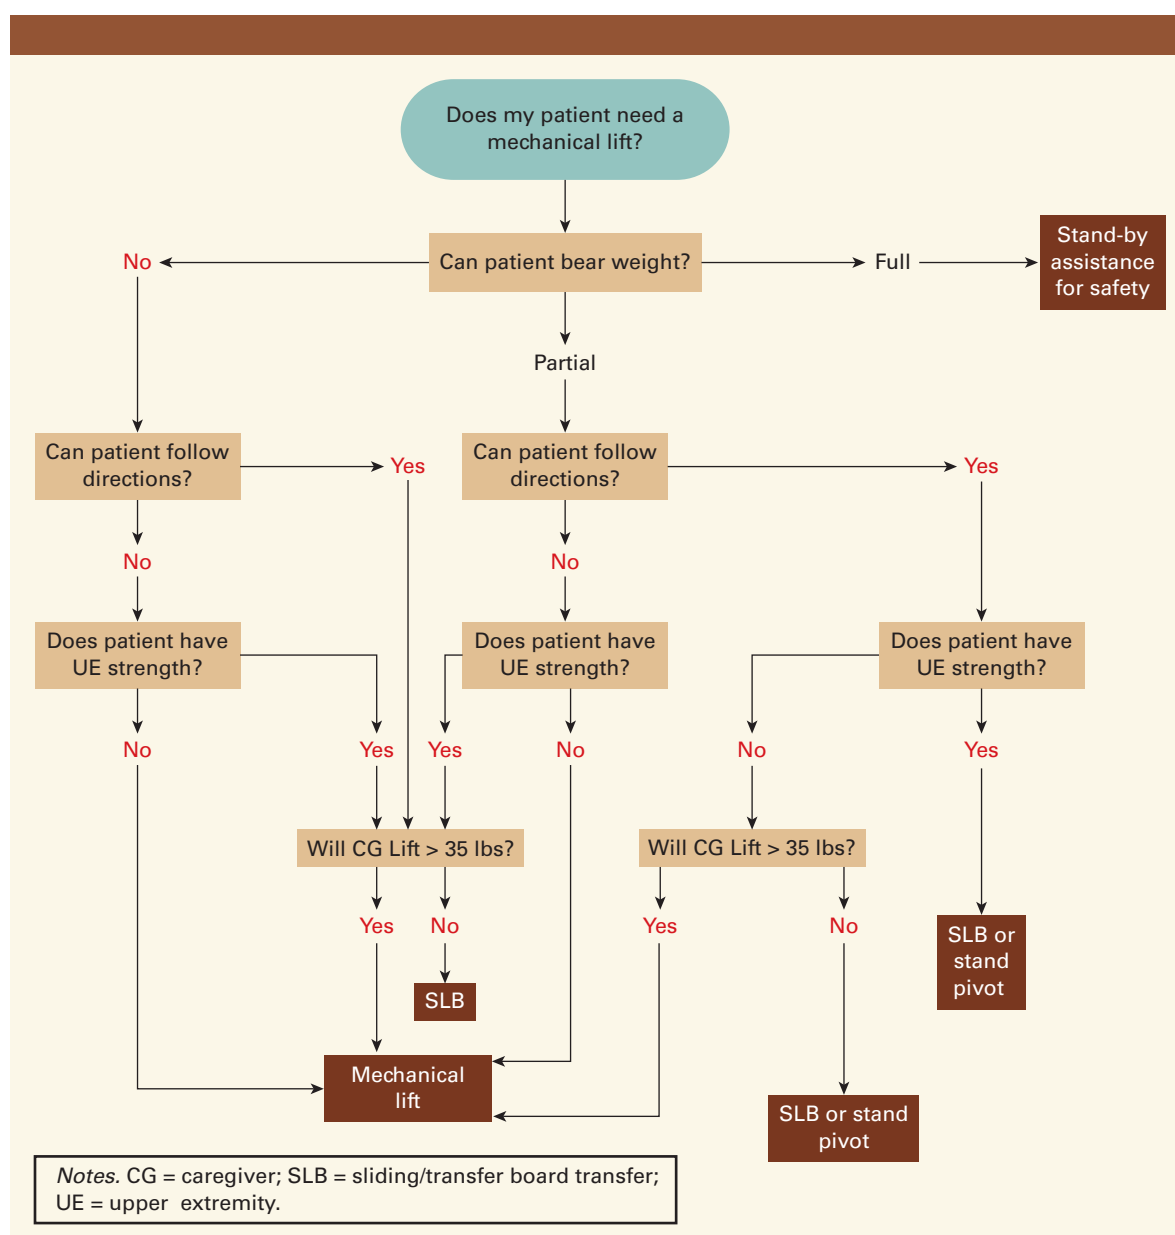 Does my patient need a
mechanical lift?
Can patient bear weight?
No
Full
Stand-by
assistance
for safety
Partial
Can patient follow
directions?
Yes
Can patient follow
directions?
Yes
No
No
Does patient have
UE strength?
Does patient have
UE strength?
Does patient have
UE strength?
No
Yes
Yes
No
No
Yes
Will CG Lift > 35 lbs?
Will CG Lift > 35 lbs?
Yes
No
Yes
No
SLB or
stand
pivot
SLB
Mechanical
lift
SLB or stand
pivot
Notes. CG = caregiver; SLB = sliding/transfer board transfer;
UE = upper extremity.